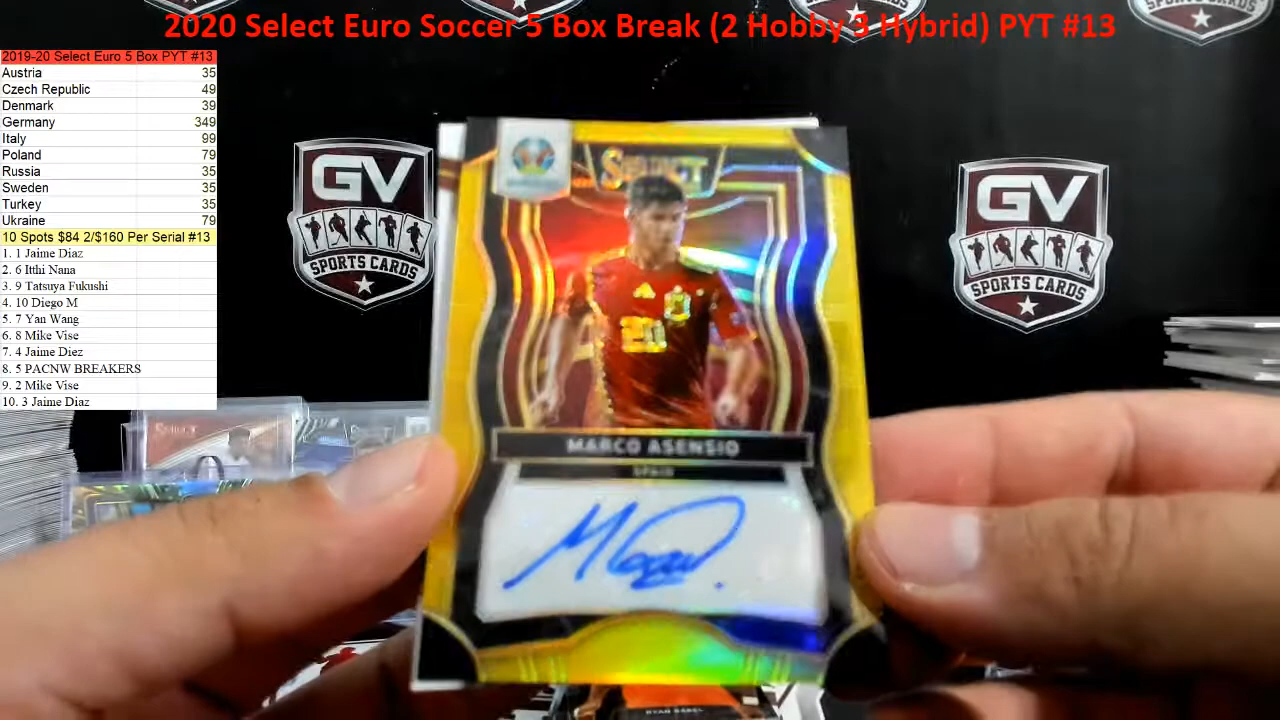 2020 Select Euro Soccer 5 Box Break (2 Hobby 3 Hybrid) PYT #13
2019-20 Select Euro 5 Box PYT #13
Austria 35
Czech Republic 49
Denmark 39
Germany 349
Italy 99
Poland 79
Russia 35
Sweden 35
Turkey 35
Ukraine 79
10 Spots $84 2/$160 Per Serial #13
1. 1 Jaime Diaz
2. 6 Itthi Nana
3. 9 Tatsuya Fukushi
4. 10 Diego M
5. 7 Yan Wang
6. 8 Mike Vise
7. 4 Jaime Diez
8. 5 PACNW BREAKERS
9. 2 Mike Vise
10. 3 Jaime Diaz
GV
SPORTS CARDS
GV
SPORTS CARDS
SELECT
20
MARCO ASENSIO
SPAIN
SELECT
RYAN BABEL